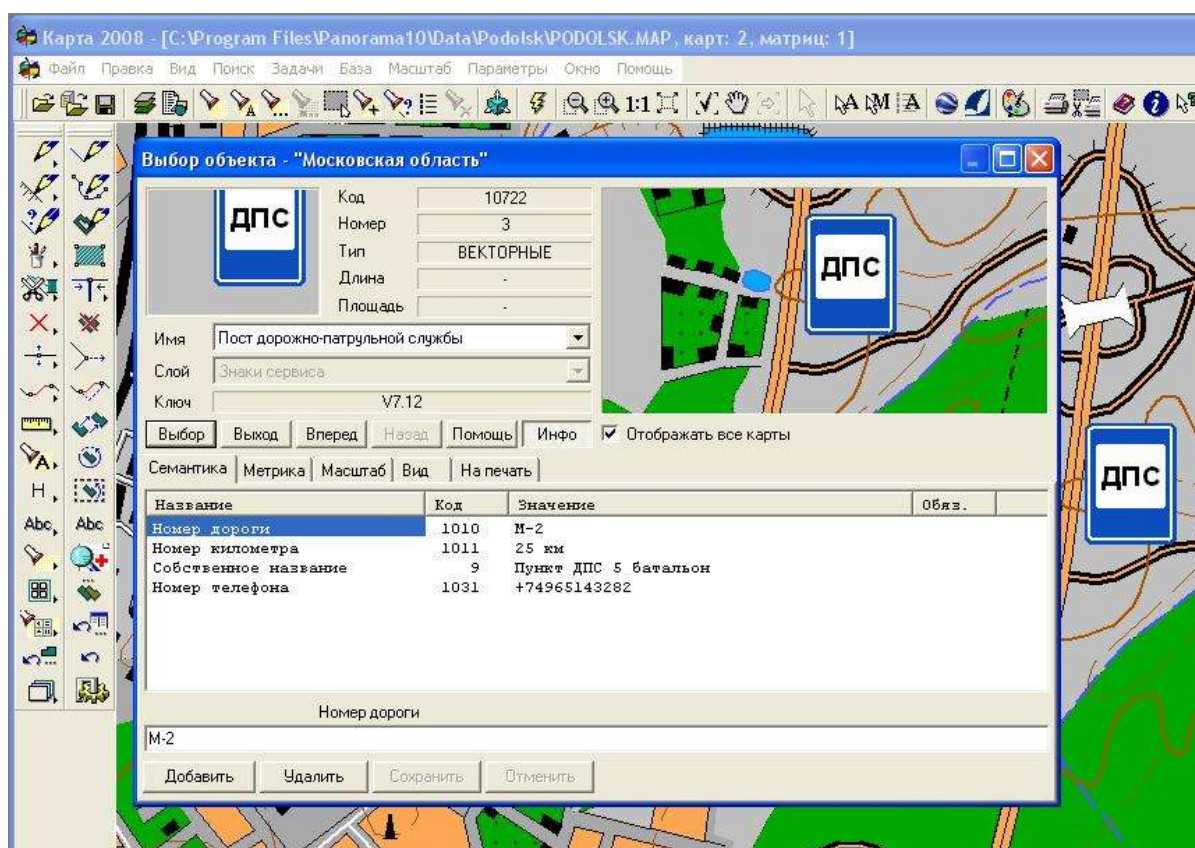 Карта 2008 - [C:\Program Files\Panorama10\Data\Podolsk\PODOLSK.MAP, карт: 2, матриц: 1]
Файл Правка Вид Поиск Задачи База Масштаб Параметры Окно Помощь
1:1
Выбор объекта - "Московская область"
ДПС
Код 10722
Номер 3
Тип ВЕКТОРНЫЕ
Длина -
Площадь -
ДПС
Имя Пост дорожно-патрульной службы
Слой Знаки сервиса
Ключ V7.12
Выбор Выход Вперед Назад Помощь Инфо Отображать все карты
Семантика Метрика Масштаб Вид На печать
Название Код Значение Обяз.
Номер дороги 1010 М-2
Номер километра 1011 25 км
Собственное название 9 Пункт ДПС 5 батальон
Номер телефона 1031 +74965143282
Номер дороги
М-2
Добавить Удалить Сохранить Отменить
ДПС
A
H
Abc Abc